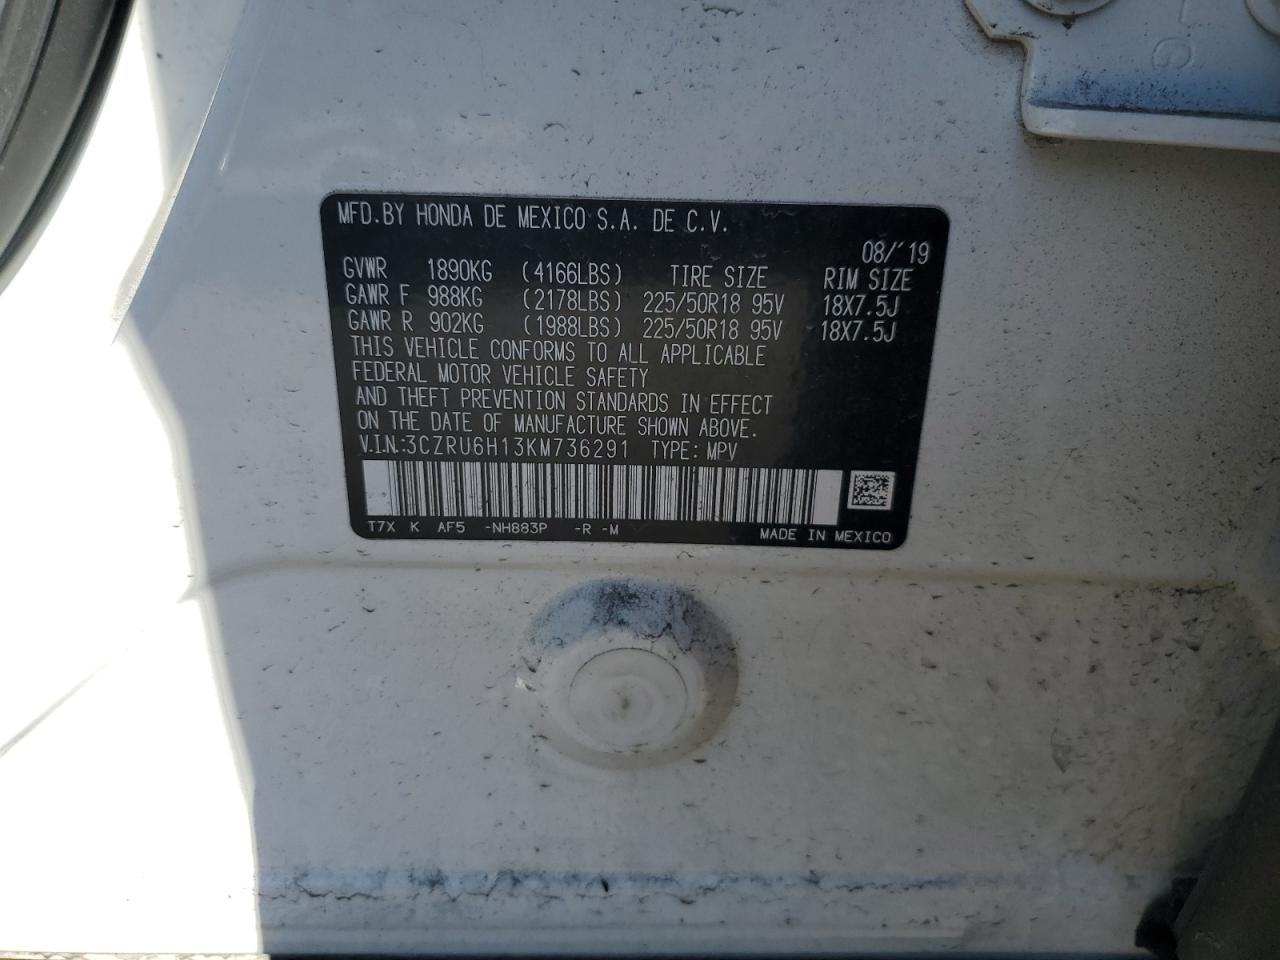 MFD.BY HONDA DE MEXICO S.A. DE C.V.
08/'19
GVWR 1890KG (4166LBS) TIRE SIZE RIM SIZE
GAWR F 988KG (2178LBS) 225/50R18 95V 18X7.5J
GAWR R 902KG (1988LBS) 225/50R18 95V 18X7.5J
THIS VEHICLE CONFORMS TO ALL APPLICABLE
FEDERAL MOTOR VEHICLE SAFETY
AND THEFT PREVENTION STANDARDS IN EFFECT
ON THE DATE OF MANUFACTURE SHOWN ABOVE.
V.I.N.:3CZRU6H13KM736291 TYPE: MPV
T7X K AF5 -NH883P -R -M MADE IN MEXICO